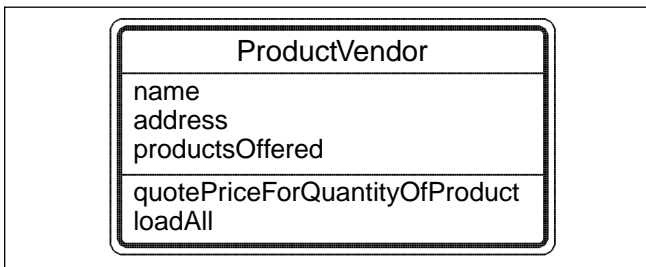 ProductVendor
name
address
productsOffered
quotePriceForQuantityOfProduct
loadAll